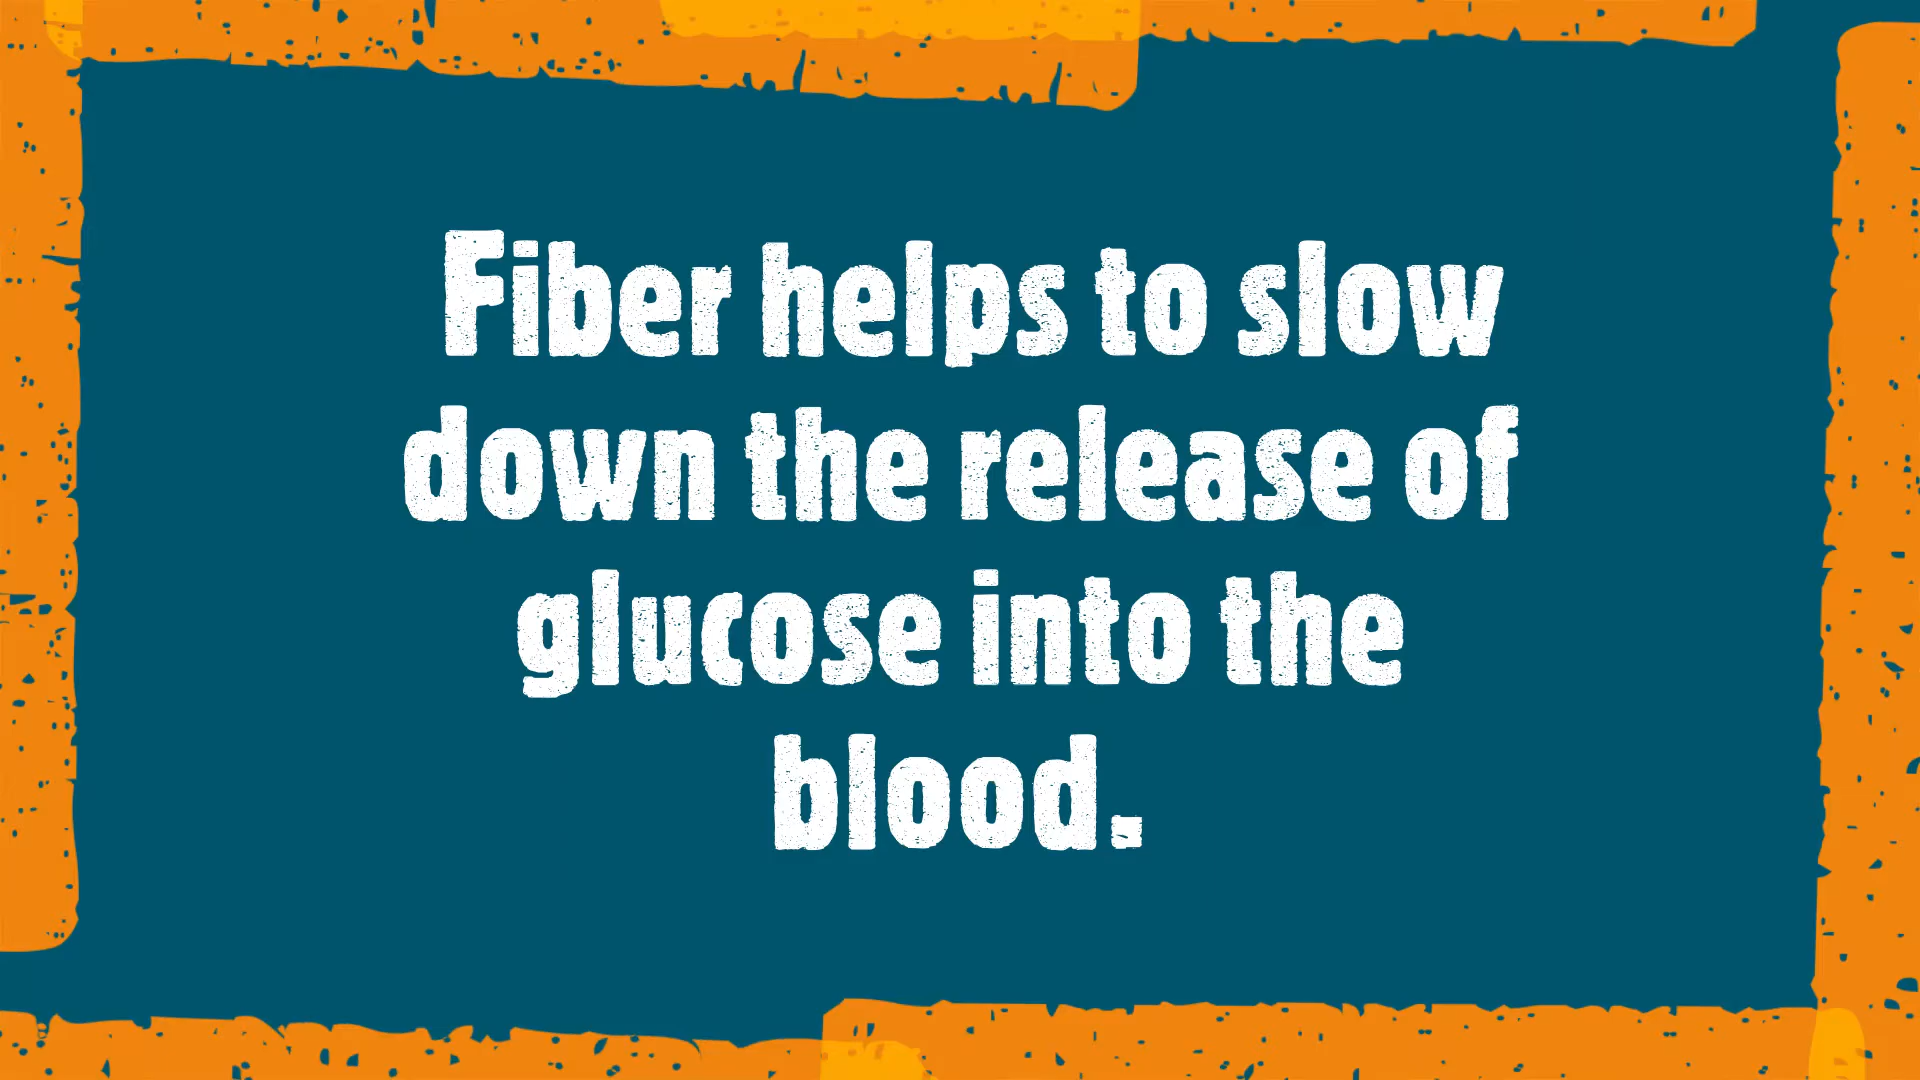 Fiber helps to slow
down the release of
glucose into the
blood.